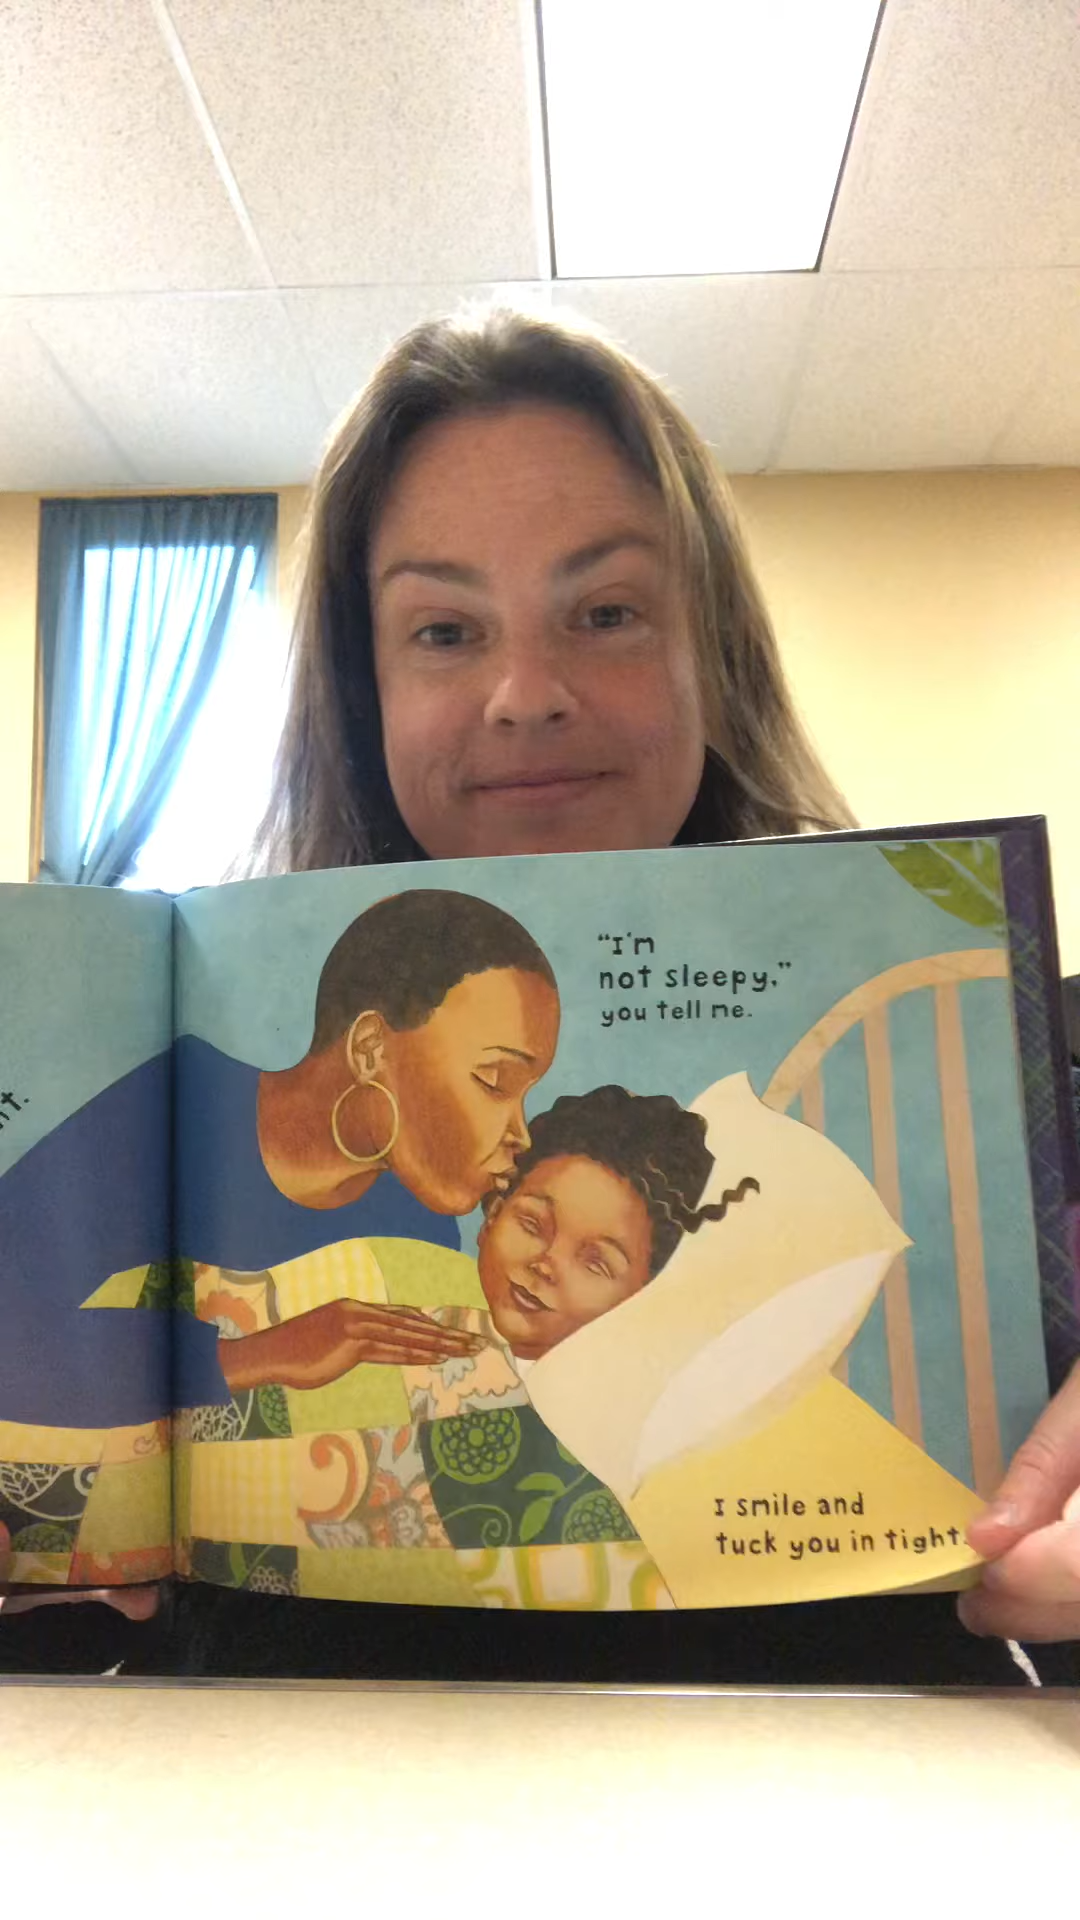 “I'm
not sleepy,”
you tell me.
I smile and
tuck you in tight.